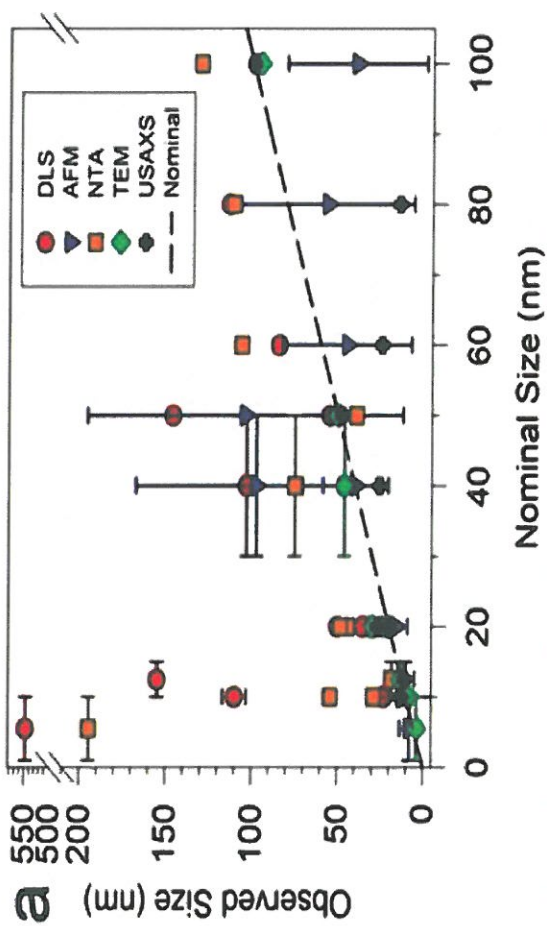 a
Observed Size (nm)
550
500
200
150
100
50
0
DLS
AFM
NTA
TEM
USAXS
Nominal
0
20
40
60
80
100
Nominal Size (nm)